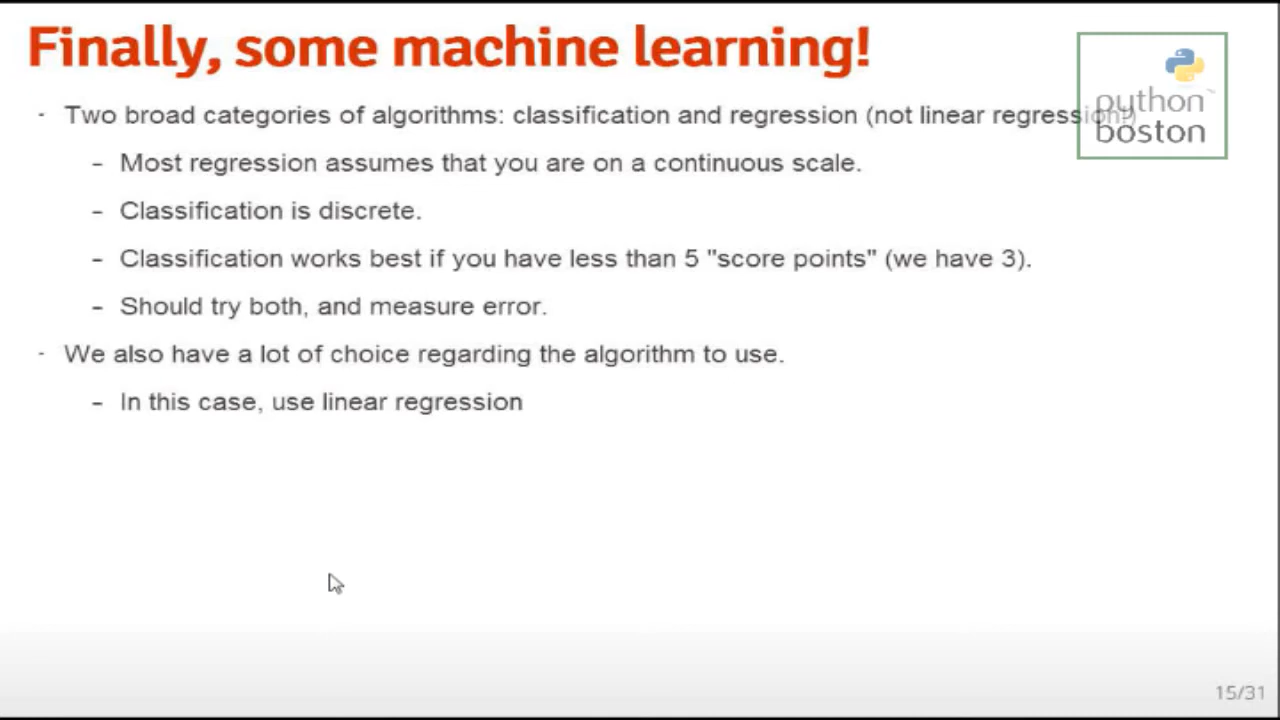 Finally, some machine learning!
- Two broad categories of algorithms: classification and regression (not linear regression!)
– Most regression assumes that you are on a continuous scale.
– Classification is discrete.
– Classification works best if you have less than 5 "score points" (we have 3).
– Should try both, and measure error.
- We also have a lot of choice regarding the algorithm to use.
– In this case, use linear regression
python
boston
15/31